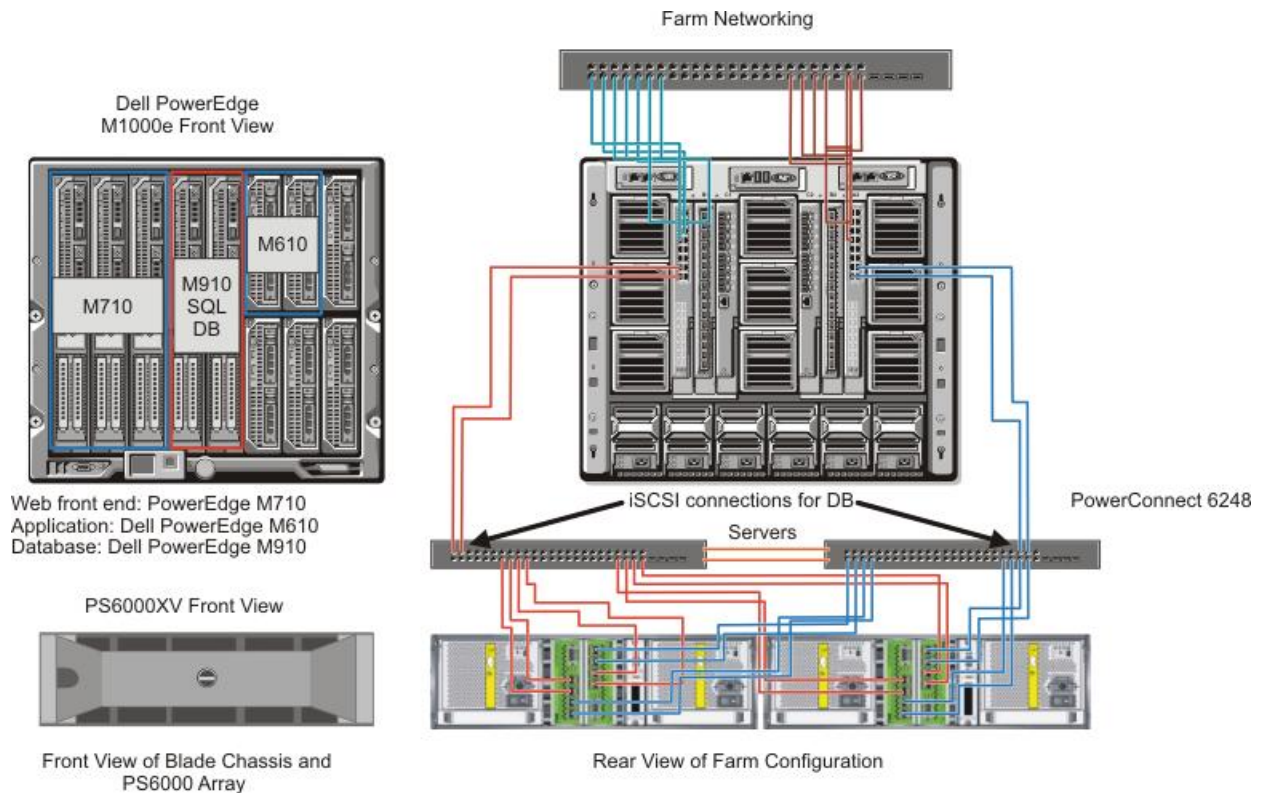 Farm Networking
Dell PowerEdge
M1000e Front View
M610
M710
M910
SQL
DB
Web front end: PowerEdge M710
Application: Dell PowerEdge M610
Database: Dell PowerEdge M910
iSCSI connections for DB
PowerConnect 6248
Servers
PS6000XV Front View
Front View of Blade Chassis and
PS6000 Array
Rear View of Farm Configuration